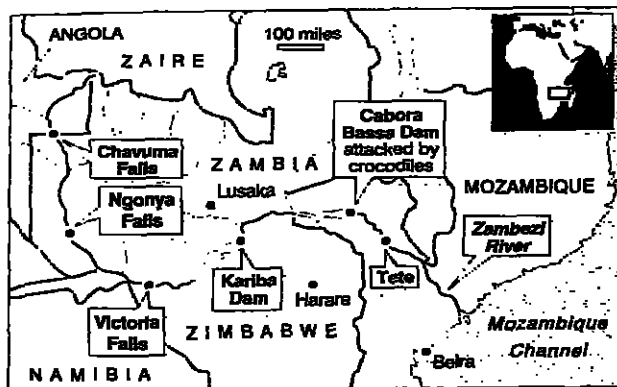 ANGOLA
ZAIRE
100 miles
Cabora
Bassa Dam
attacked by
crocodiles
Chavuma
Falls
ZAMBIA
Lusaka
MOZAMBIQUE
Ngonya
Falls
Zambezi
River
Kariba
Dam
Tete
Harare
Victoria
Falls
ZIMBABWE
Mozambique
Channel
Beira
NAMIBIA